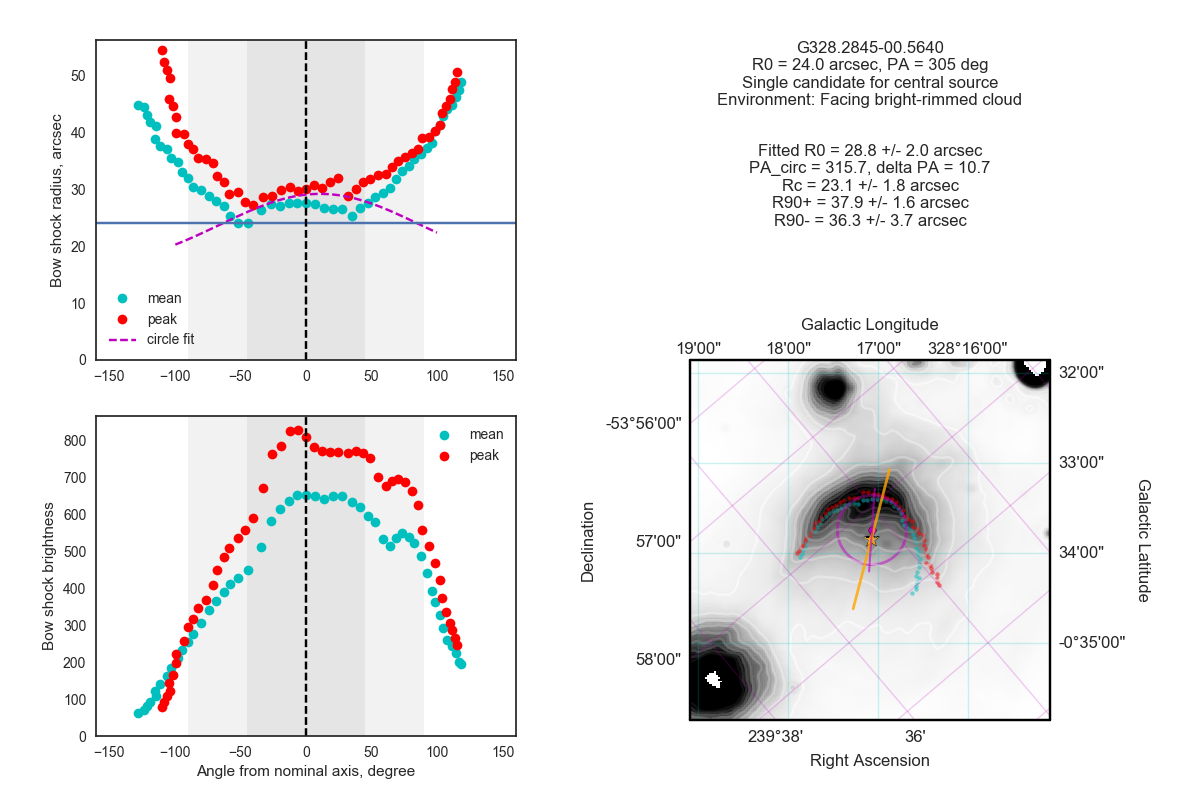 50
40
30
20
10
0
Bow shock radius, arcsec
mean
peak
circle fit
−150
−100
−50
0
50
100
150
800
700
600
500
400
300
200
100
0
Bow shock brightness
mean
peak
−150
−100
−50
0
50
100
150
Angle from nominal axis, degree
G328.2845-00.5640
R0 = 24.0 arcsec, PA = 305 deg
Single candidate for central source
Environment: Facing bright-rimmed cloud
Fitted R0 = 28.8 +/- 2.0 arcsec
PA_circ = 315.7, delta PA = 10.7
Rc = 23.1 +/- 1.8 arcsec
R90+ = 37.9 +/- 1.6 arcsec
R90- = 36.3 +/- 3.7 arcsec
Galactic Longitude
19'00"
18'00"
17'00"
328°16'00"
-53°56'00"
57'00"
58'00"
Declination
32'00"
33'00"
34'00"
-0°35'00"
Galactic Latitude
239°38'
36'
Right Ascension